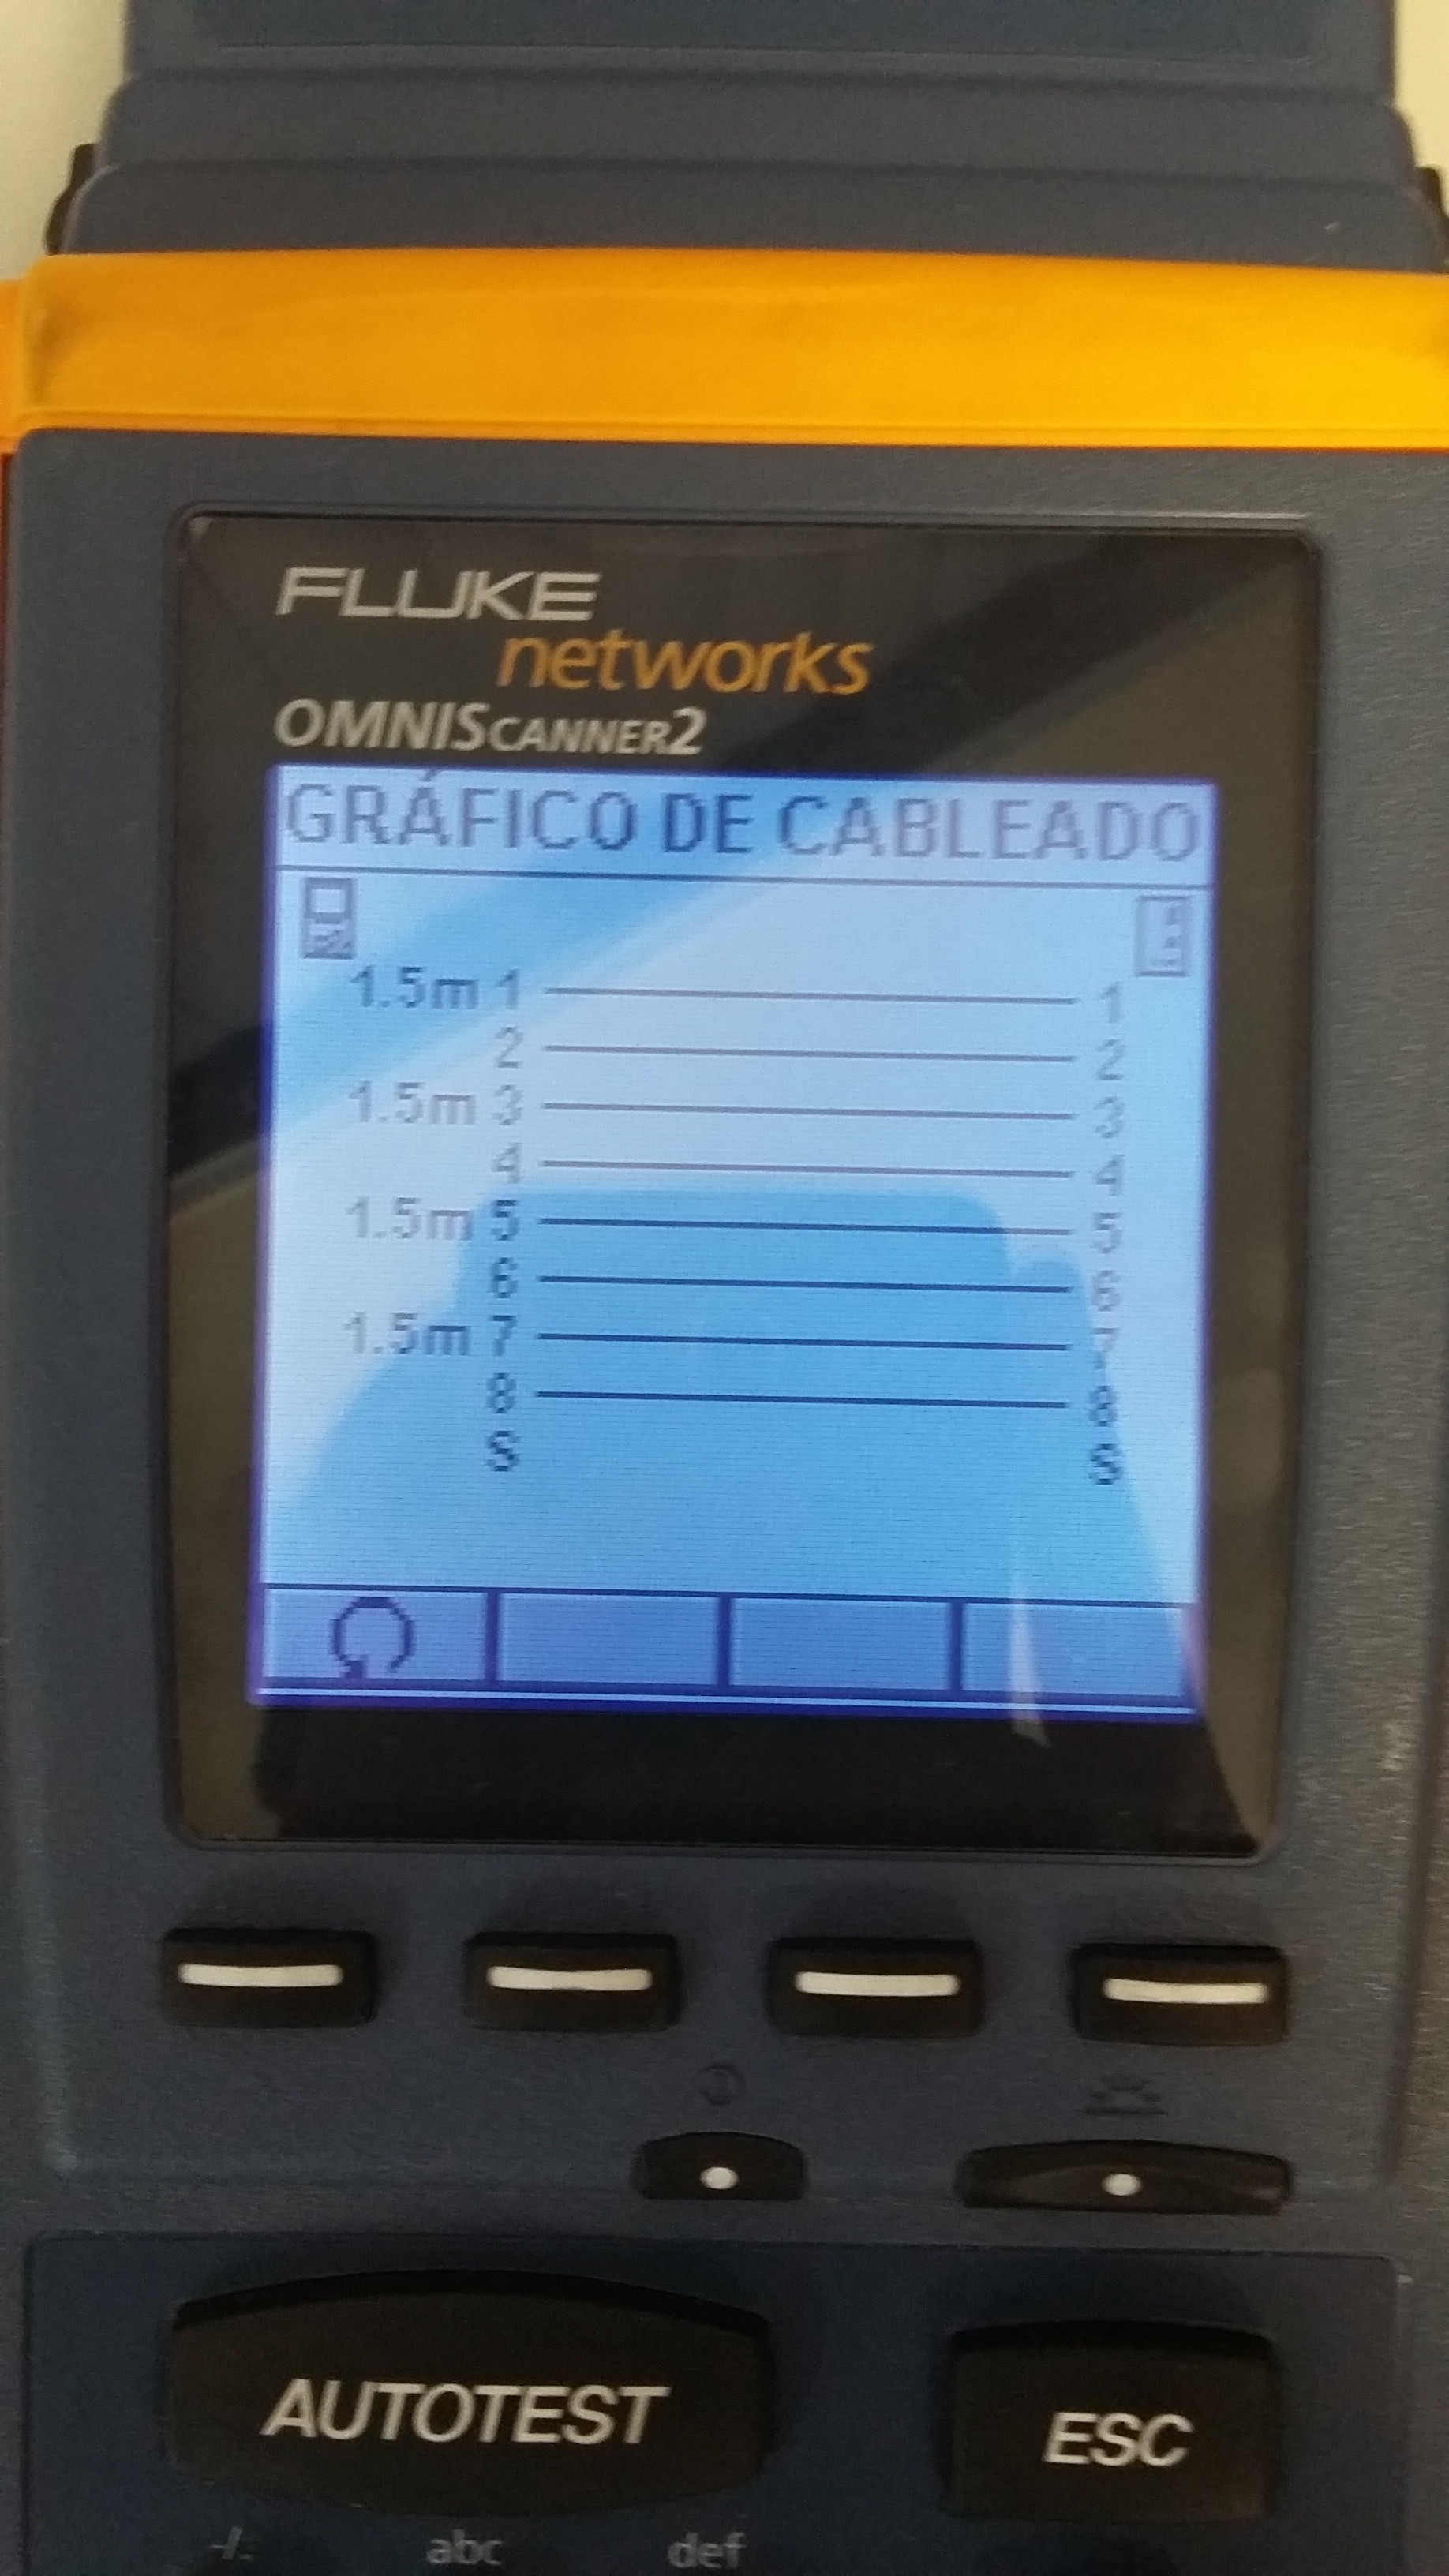 FLUKE
networks
OMNISCANNER2
GRÁFICO DE CABLEADO
1.5m 1 1
2 2
1.5m 3 3
4 4
1.5m 5 5
6 6
1.5m 7 7
8 8
S S
AUTOTEST
ESC
abc def